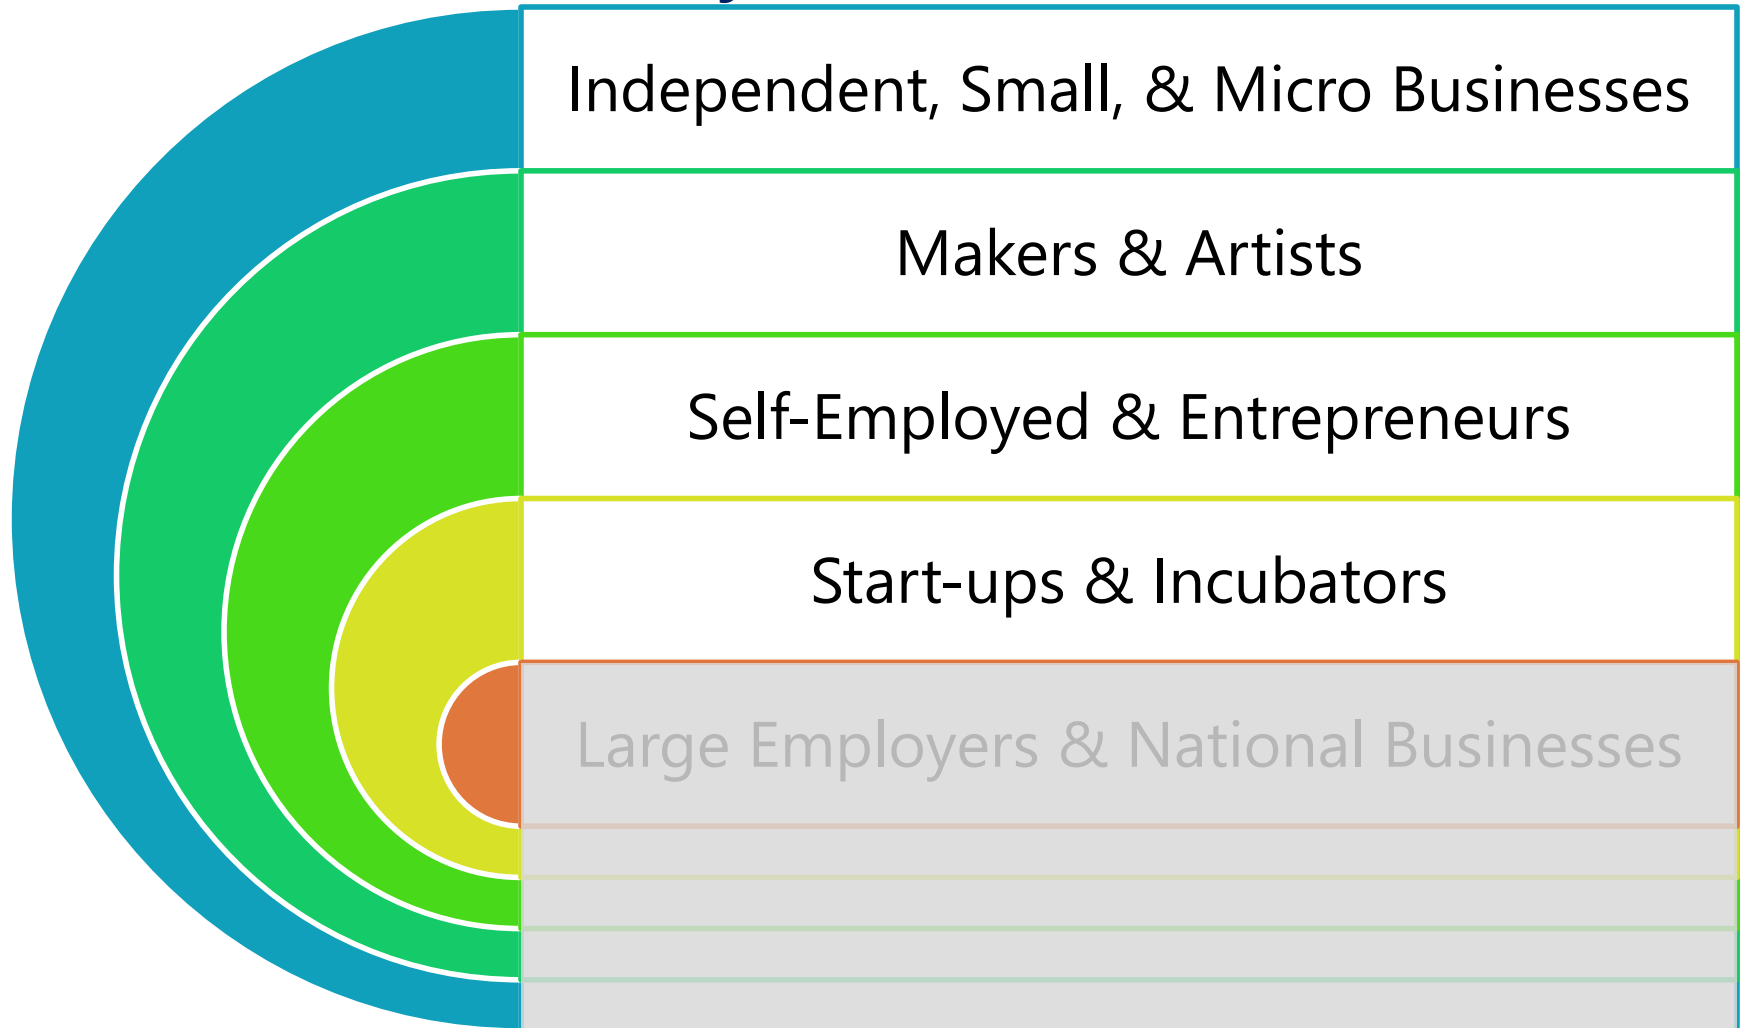 Independent, Small, & Micro Businesses
Makers & Artists
Self-Employed & Entrepreneurs
Start-ups & Incubators
Large Employers & National Businesses